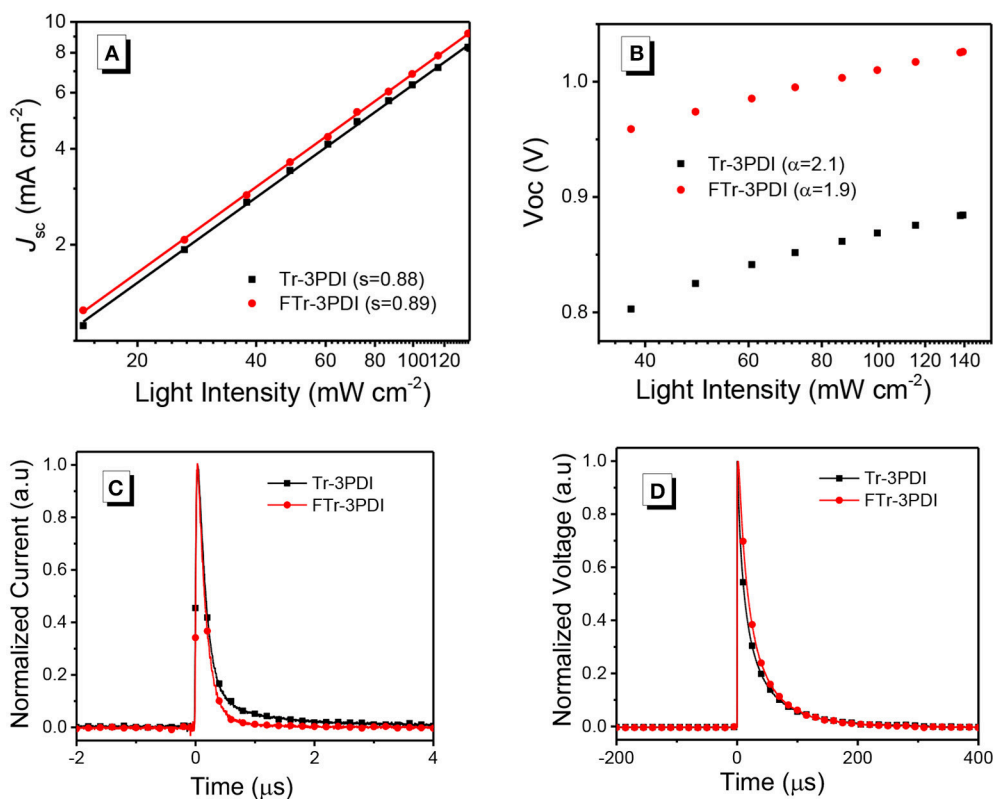 A
Tr-3PDI (s=0.88)
FTr-3PDI (s=0.89)
10
8
6
4
2
Jsc (mA cm-2)
20
40
60
80
100
120
Light Intensity (mW cm-2)
B
Tr-3PDI (α=2.1)
FTr-3PDI (α=1.9)
1.0
0.9
0.8
Voc (V)
40
60
80
100
120
140
Light Intensity (mW cm-2)
C
Tr-3PDI
FTr-3PDI
1.0
0.8
0.6
0.4
0.2
0.0
Normalized Current (a.u)
-2
0
2
4
Time (μs)
D
Tr-3PDI
FTr-3PDI
1.0
0.8
0.6
0.4
0.2
0.0
Normalized Voltage (a.u)
-200
0
200
400
Time (μs)